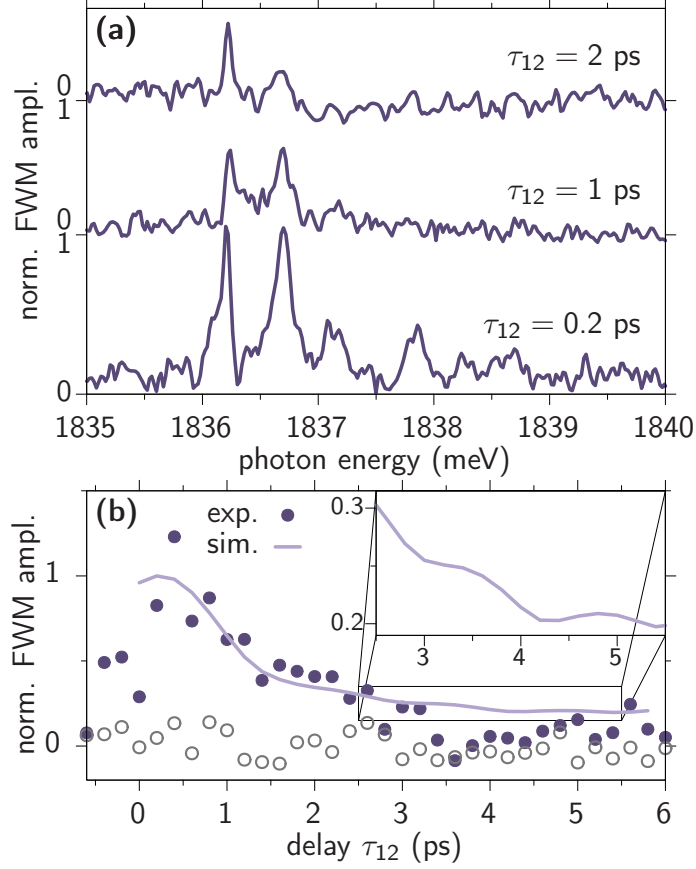 (a)
τ12 = 2 ps
0
1
τ12 = 1 ps
0
1
τ12 = 0.2 ps
0
norm. FWM ampl.
1835 1836 1837 1838 1839 1840
photon energy (meV)
(b)
exp.
sim.
0.3
0.2
3 4 5
1
0
norm. FWM ampl.
0 1 2 3 4 5 6
delay τ12 (ps)